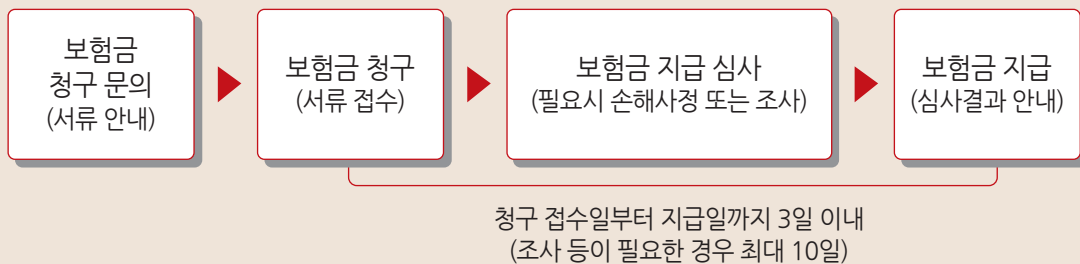 보험금
청구 문의
(서류 안내)
보험금 청구
(서류 접수)
보험금 지급 심사
(필요시 손해사정 또는 조사)
보험금 지급
(심사결과 안내)
청구 접수일부터 지급일까지 3일 이내
(조사 등이 필요한 경우 최대 10일)